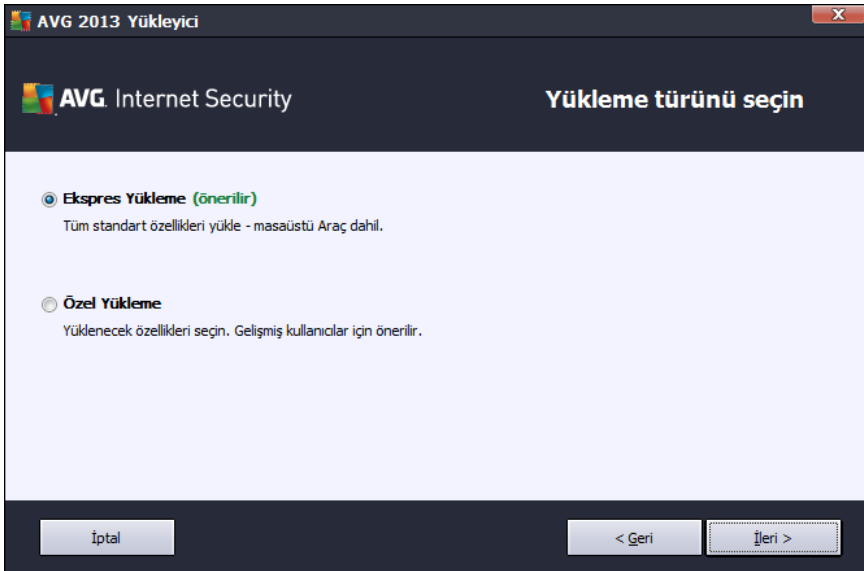 AVG 2013 Yükleyici
AVG. Internet Security
Yükleme türünü seçin
Ekspres Yükleme (önerilir)
Tüm standart özellikleri yükle - masaüstü Araç dahil.
Özel Yükleme
Yüklenecek özellikleri seçin. Gelişmiş kullanıcılar için önerilir.
İptal
< Geri
İleri >